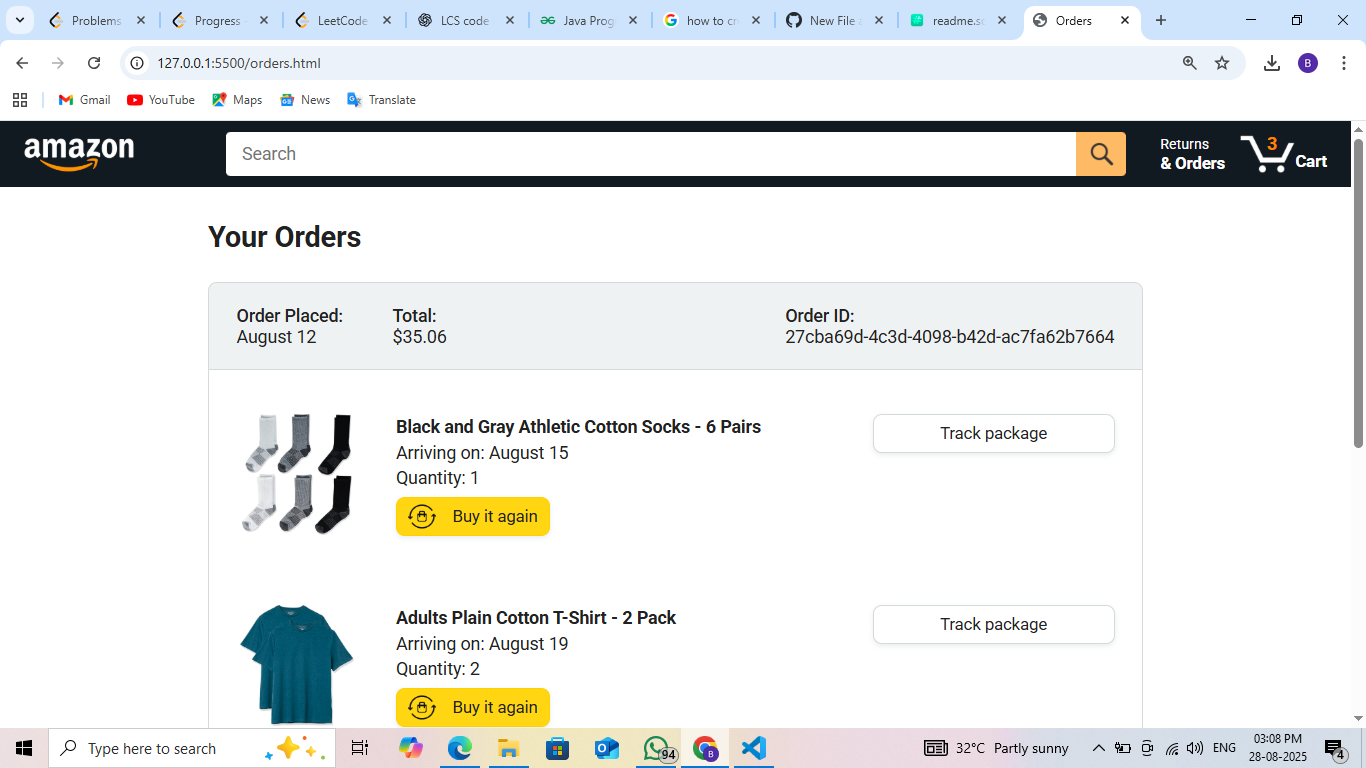 Problems
Progress -
LeetCode
LCS code
Java Prog
how to cr
New File a
readme.so
Orders
127.0.0.1:5500/orders.html
B
Gmail
YouTube
Maps
News
Translate
amazon
Search
Returns
& Orders
3
Cart
Your Orders
Order Placed:
August 12
Total:
$35.06
Order ID:
27cba69d-4c3d-4098-b42d-ac7fa62b7664
Black and Gray Athletic Cotton Socks - 6 Pairs
Arriving on: August 15
Quantity: 1
Buy it again
Track package
Adults Plain Cotton T-Shirt - 2 Pack
Arriving on: August 19
Quantity: 2
Buy it again
Track package
Type here to search
94
B
32°C Partly sunny
ENG
03:08 PM
28-08-2025
4